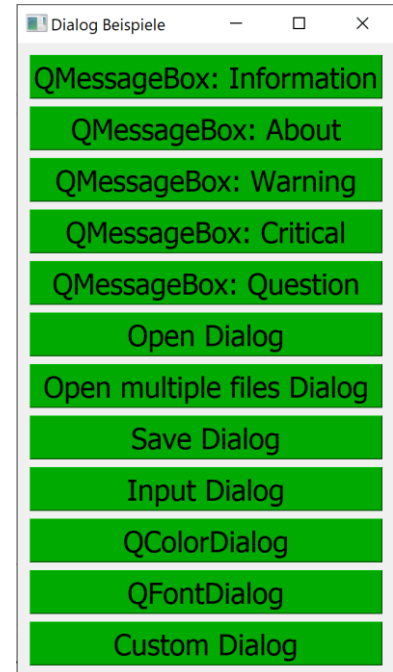 Dialog Beispiele
QMessageBox: Information
QMessageBox: About
QMessageBox: Warning
QMessageBox: Critical
QMessageBox: Question
Open Dialog
Open multiple files Dialog
Save Dialog
Input Dialog
QColorDialog
QFontDialog
Custom Dialog